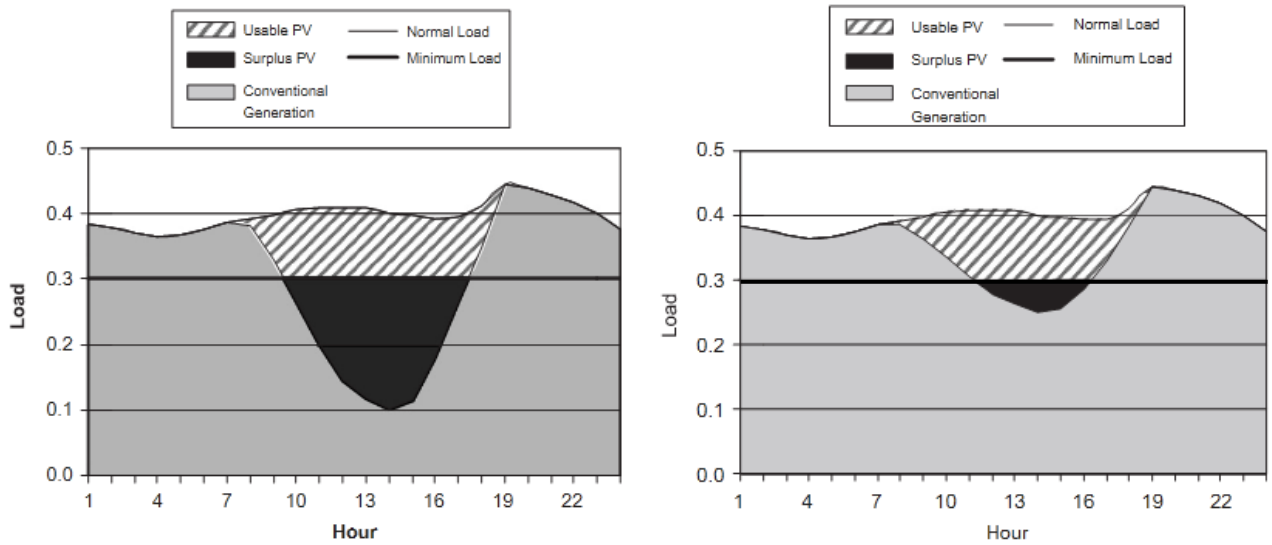 Usable PV
Normal Load
Surplus PV
Minimum Load
Conventional
Generation
0.5
0.4
0.3
0.2
0.1
0.0
Load
1 4 7 10 13 16 19 22
Hour
Usable PV
Normal Load
Surplus PV
Minimum Load
Conventional
Generation
0.5
0.4
0.3
0.2
0.1
0.0
Load
1 4 7 10 13 16 19 22
Hour